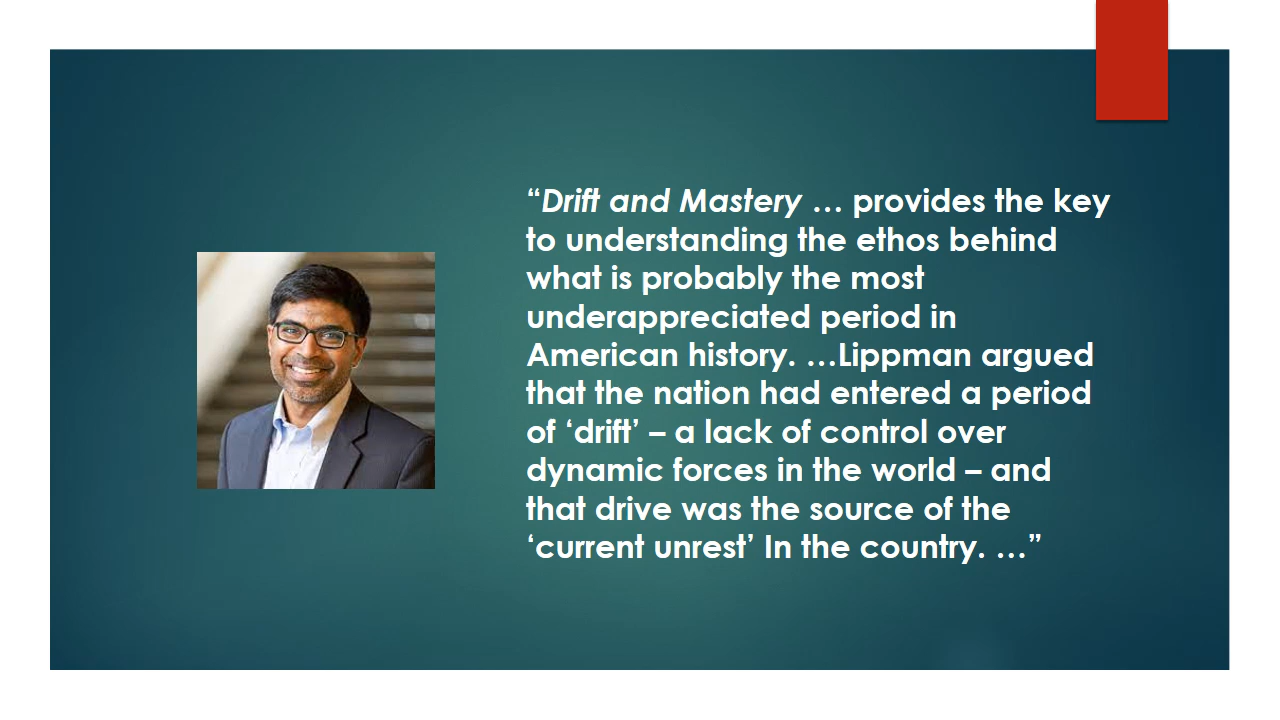 “Drift and Mastery … provides the key
to understanding the ethos behind
what is probably the most
underappreciated period in
American history. …Lippman argued
that the nation had entered a period
of ‘drift’ – a lack of control over
dynamic forces in the world – and
that drive was the source of the
‘current unrest’ In the country. …”